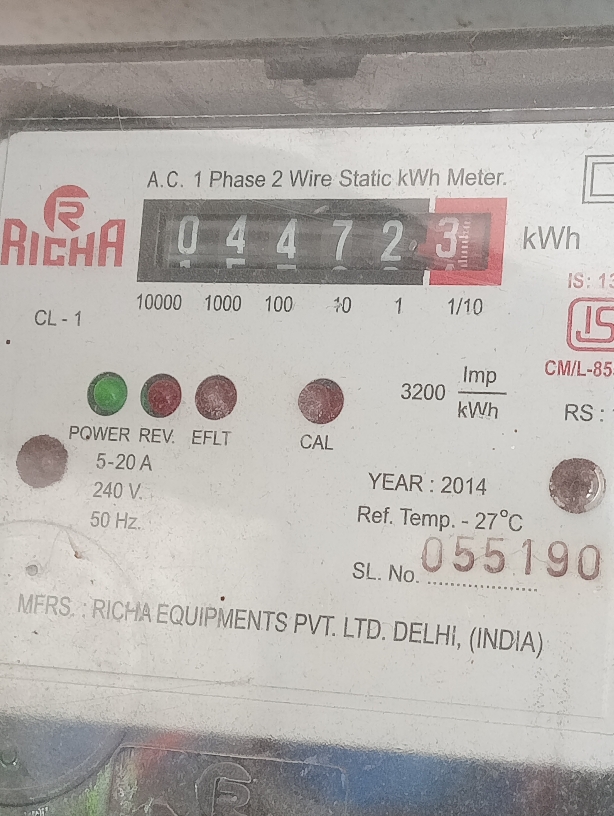 A.C. 1 Phase 2 Wire Static kWh Meter.
R
RICHA
0 4 4 7 2 3
kWh
10000 1000 100 10 1 1/10
IS: 13
CL - 1
IS
CM/L-85
3200 Imp/kWh
RS :
POWER REV. EFLT CAL
5-20 A
240 V.
50 Hz.
YEAR : 2014
Ref. Temp. - 27°C
SL. No. 055190
MFRS. : RICHA EQUIPMENTS PVT. LTD. DELHI, (INDIA)
R